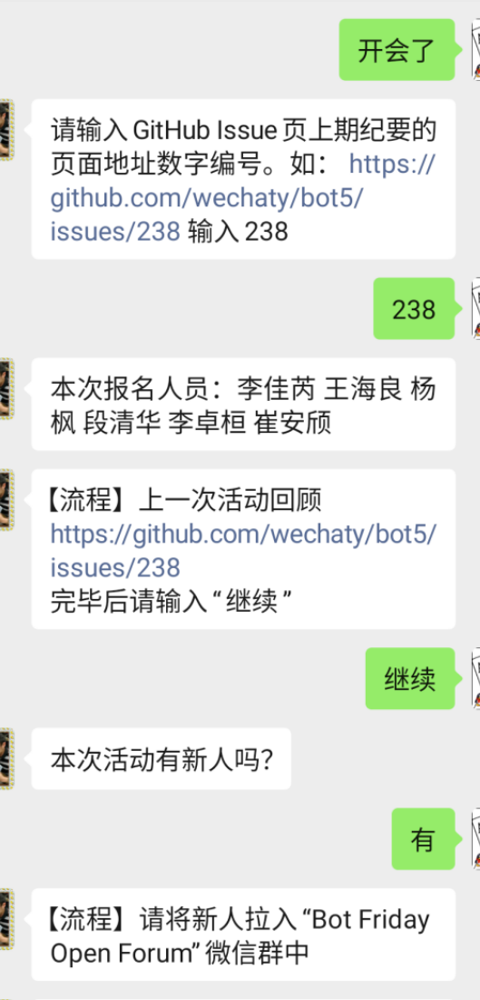 开会了
请输入 GitHub Issue 页上期纪要的
页面地址数字编号。如： https://
github.com/wechaty/bot5/
issues/238 输入 238
238
本次报名人员：李佳芮 王海良 杨
枫 段清华 李卓桓 崔安颀
【流程】上一次活动回顾
https://github.com/wechaty/bot5/
issues/238
完毕后请输入 “ 继续 ”
继续
本次活动有新人吗？
有
【流程】请将新人拉入 “Bot Friday
Open Forum” 微信群中